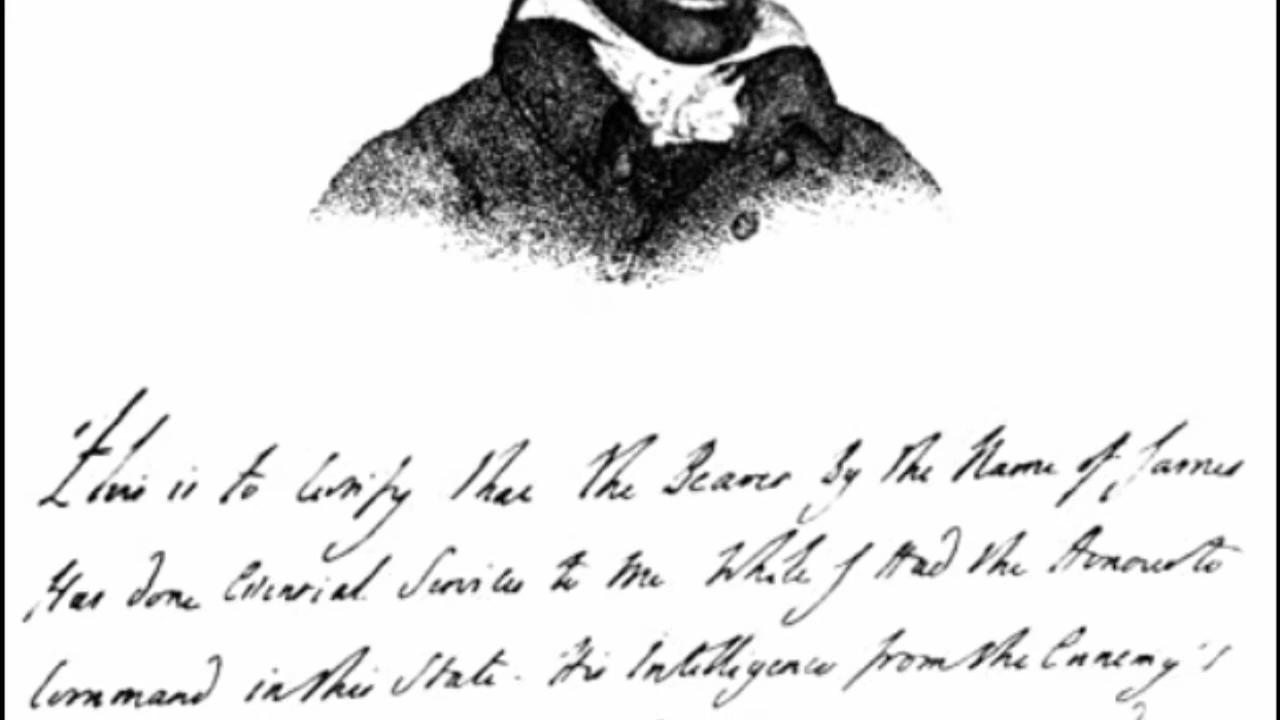 This is to Certify that the Bearer By the Name of James
Has done Essential Services to me While I Had the Honour to
Command in this State. His Intelligence from the Ennemy's